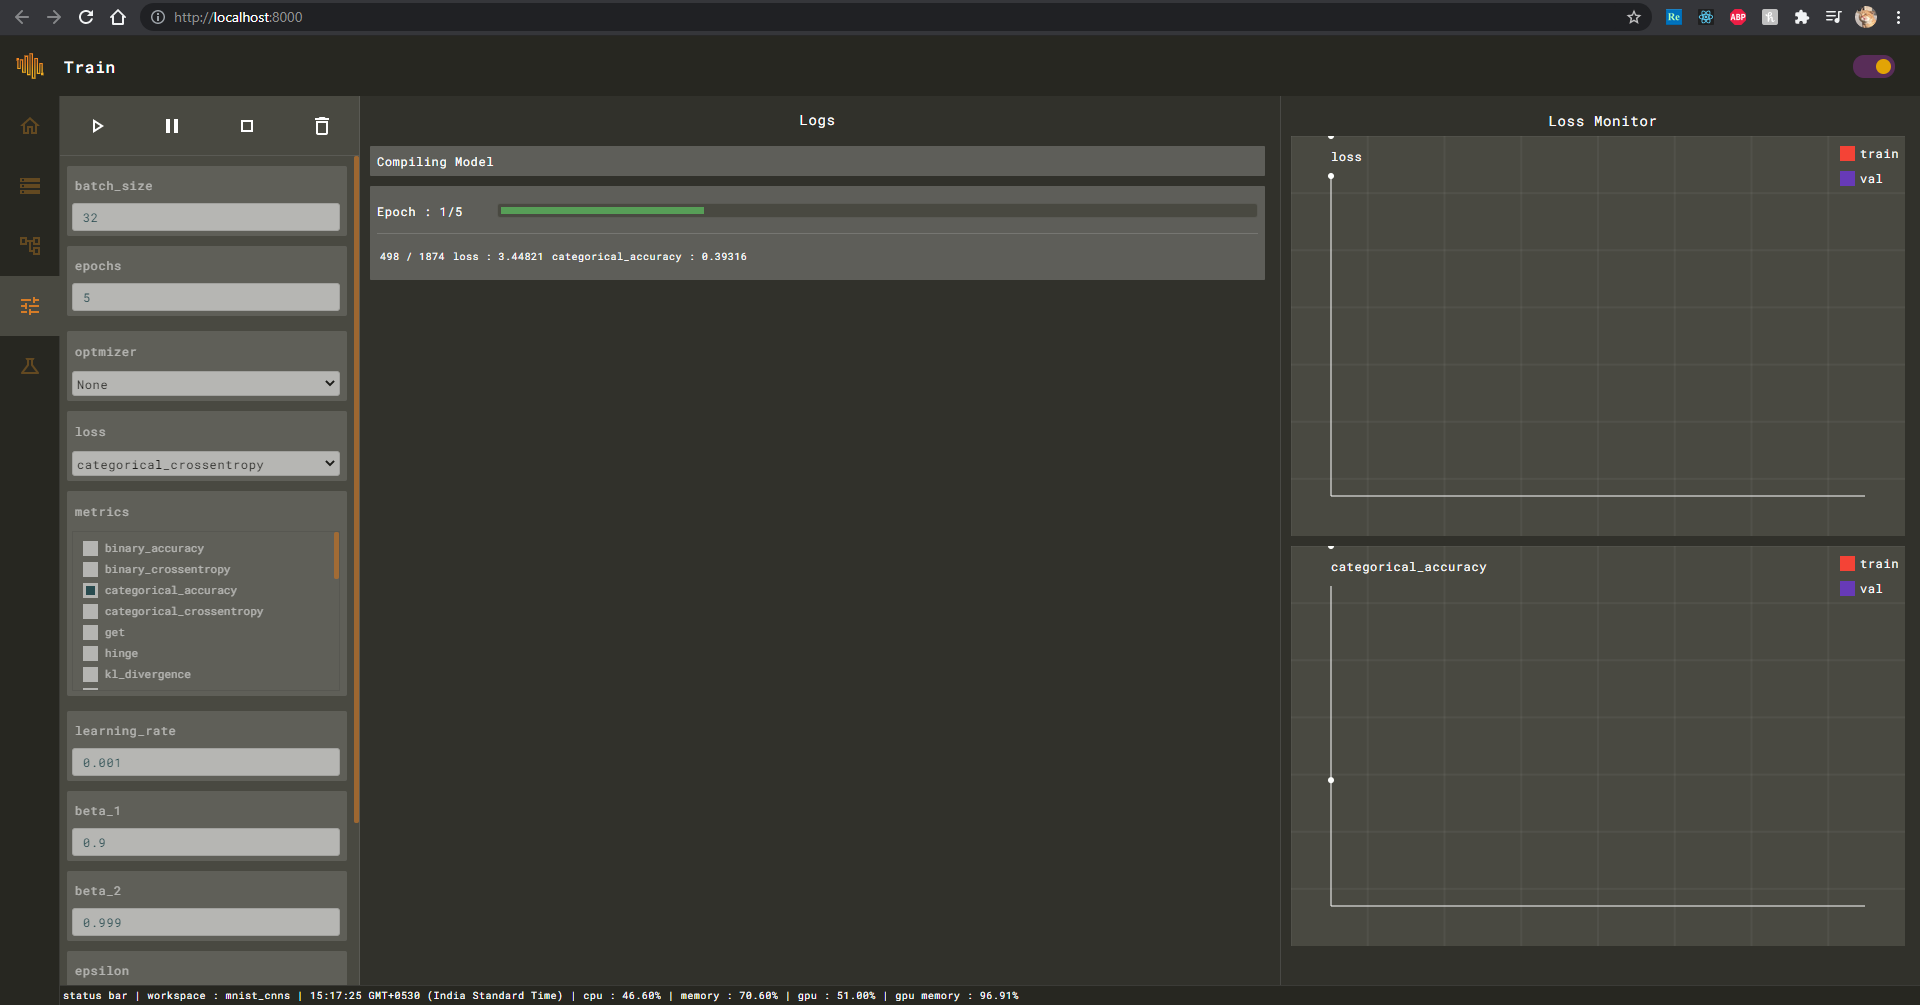 http://localhost:8000
Re
ABP
Train
batch_size
32
epochs
5
optmizer
None
loss
categorical_crossentropy
metrics
binary_accuracy
binary_crossentropy
categorical_accuracy
categorical_crossentropy
get
hinge
kl_divergence
learning_rate
0.001
beta_1
0.9
beta_2
0.999
epsilon
Logs
Compiling Model
Epoch : 1/5
498 / 1874 loss : 3.44821 categorical_accuracy : 0.39316
Loss Monitor
loss
train
val
categorical_accuracy
train
val
status bar | workspace : mnist_cnns | 15:17:25 GMT+0530 (India Standard Time) | cpu : 46.60% | memory : 70.60% | gpu : 51.00% | gpu memory : 96.91%